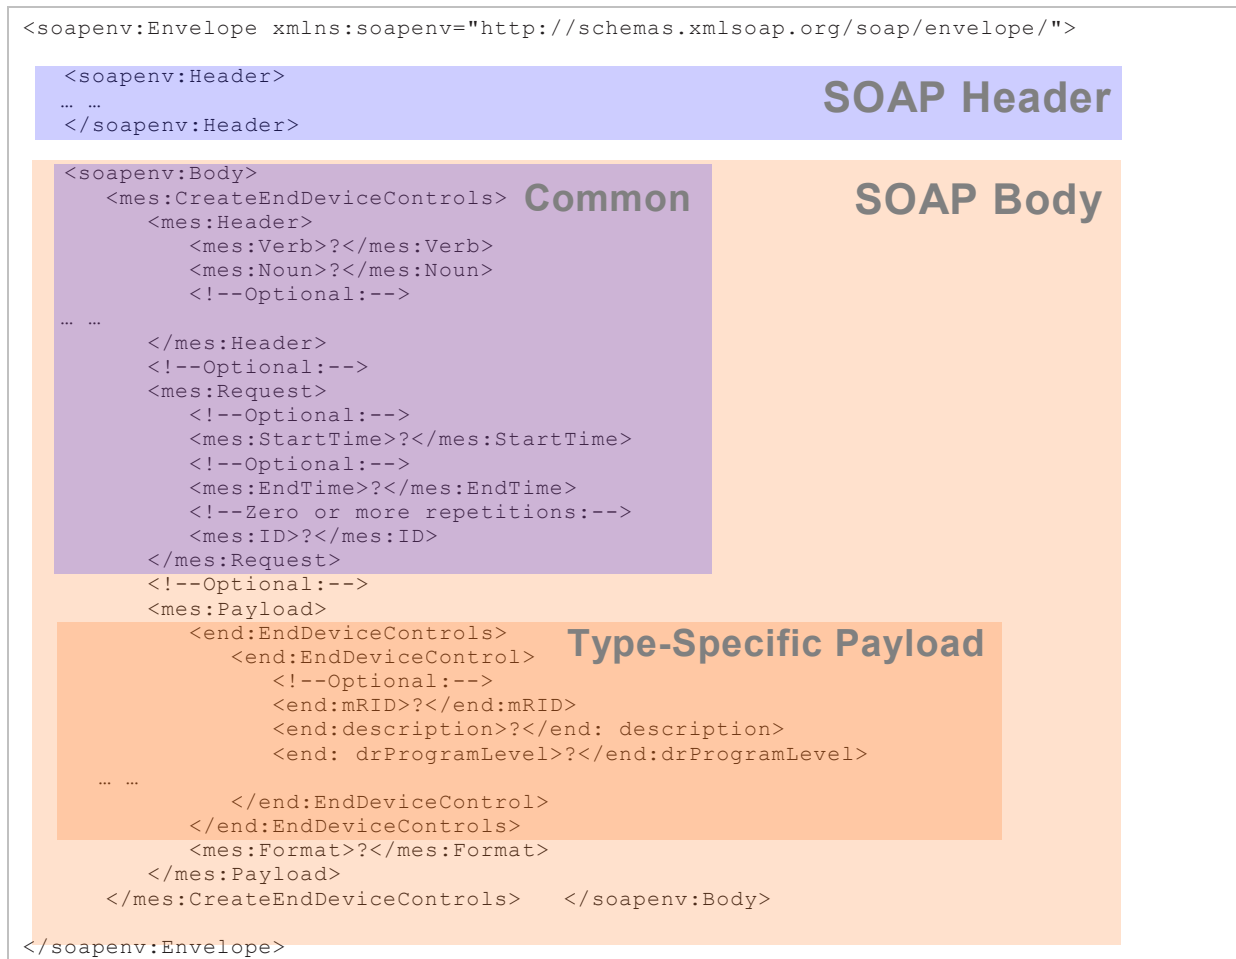 <soapenv:Envelope xmlns:soapenv="http://schemas.xmlsoap.org/soap/envelope/">
<soapenv:Header>
SOAP Header
… …
</soapenv:Header>
<soapenv:Body>
<mes:CreateEndDeviceControls>
Common
SOAP Body
<mes:Header>
<mes:Verb>?</mes:Verb>
<mes:Noun>?</mes:Noun>
<!--Optional:-->
… …
</mes:Header>
<!--Optional:-->
<mes:Request>
<!--Optional:-->
<mes:StartTime>?</mes:StartTime>
<!--Optional:-->
<mes:EndTime>?</mes:EndTime>
<!--Zero or more repetitions:-->
<mes:ID>?</mes:ID>
</mes:Request>
<!--Optional:-->
<mes:Payload>
<end:EndDeviceControls>
Type-Specific Payload
<end:EndDeviceControl>
<!--Optional:-->
<end:mRID>?</end:mRID>
<end:description>?</end: description>
<end: drProgramLevel>?</end:drProgramLevel>
… …
</end:EndDeviceControl>
</end:EndDeviceControls>
<mes:Format>?</mes:Format>
</mes:Payload>
</mes:CreateEndDeviceControls> </soapenv:Body>
</soapenv:Envelope>